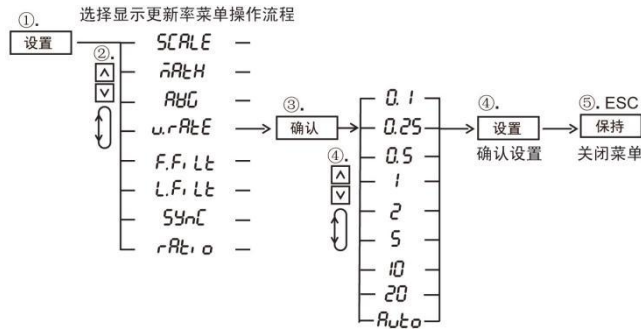 选择显示更新率菜单操作流程
①.
设置
②.
SCALE
MATH
AVG
u.rAtE
F.FiLt
L.FiLt
SYnC
rAtio
③.
确认
④.
0.1
0.25
0.5
1
2
5
10
20
Auto
④.
设置
确认设置
⑤. ESC
保持
关闭菜单